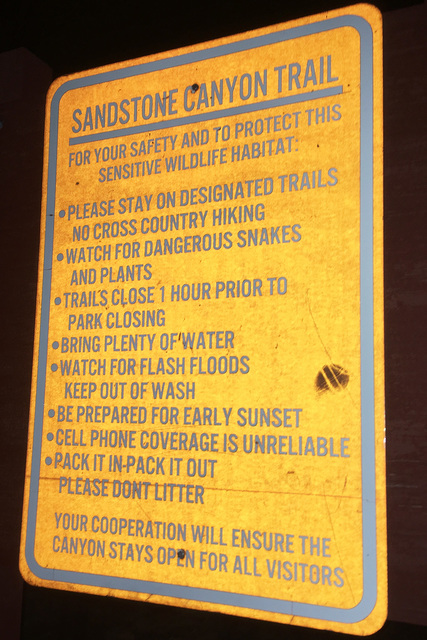 SANDSTONE CANYON TRAIL
FOR YOUR SAFETY AND TO PROTECT THIS
SENSITIVE WILDLIFE HABITAT:
• PLEASE STAY ON DESIGNATED TRAILS
NO CROSS COUNTRY HIKING
• WATCH FOR DANGEROUS SNAKES
AND PLANTS
• TRAILS CLOSE 1 HOUR PRIOR TO
PARK CLOSING
• BRING PLENTY OF WATER
• WATCH FOR FLASH FLOODS
KEEP OUT OF WASH
• BE PREPARED FOR EARLY SUNSET
• CELL PHONE COVERAGE IS UNRELIABLE
• PACK IT IN-PACK IT OUT
PLEASE DONT LITTER
YOUR COOPERATION WILL ENSURE THE
CANYON STAYS OPEN FOR ALL VISITORS